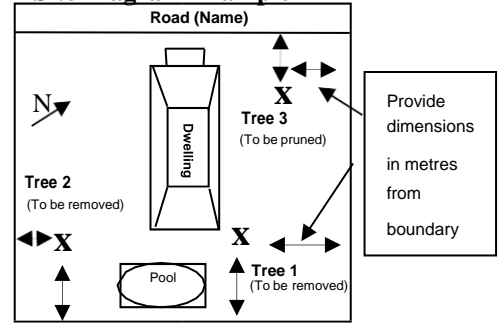 Road (Name)
N
X
Tree 3
(To be pruned)
Dwelling
Tree 2
(To be removed)
X
X
Pool
Tree 1
(To be removed)
Provide
dimensions
in metres
from
boundary